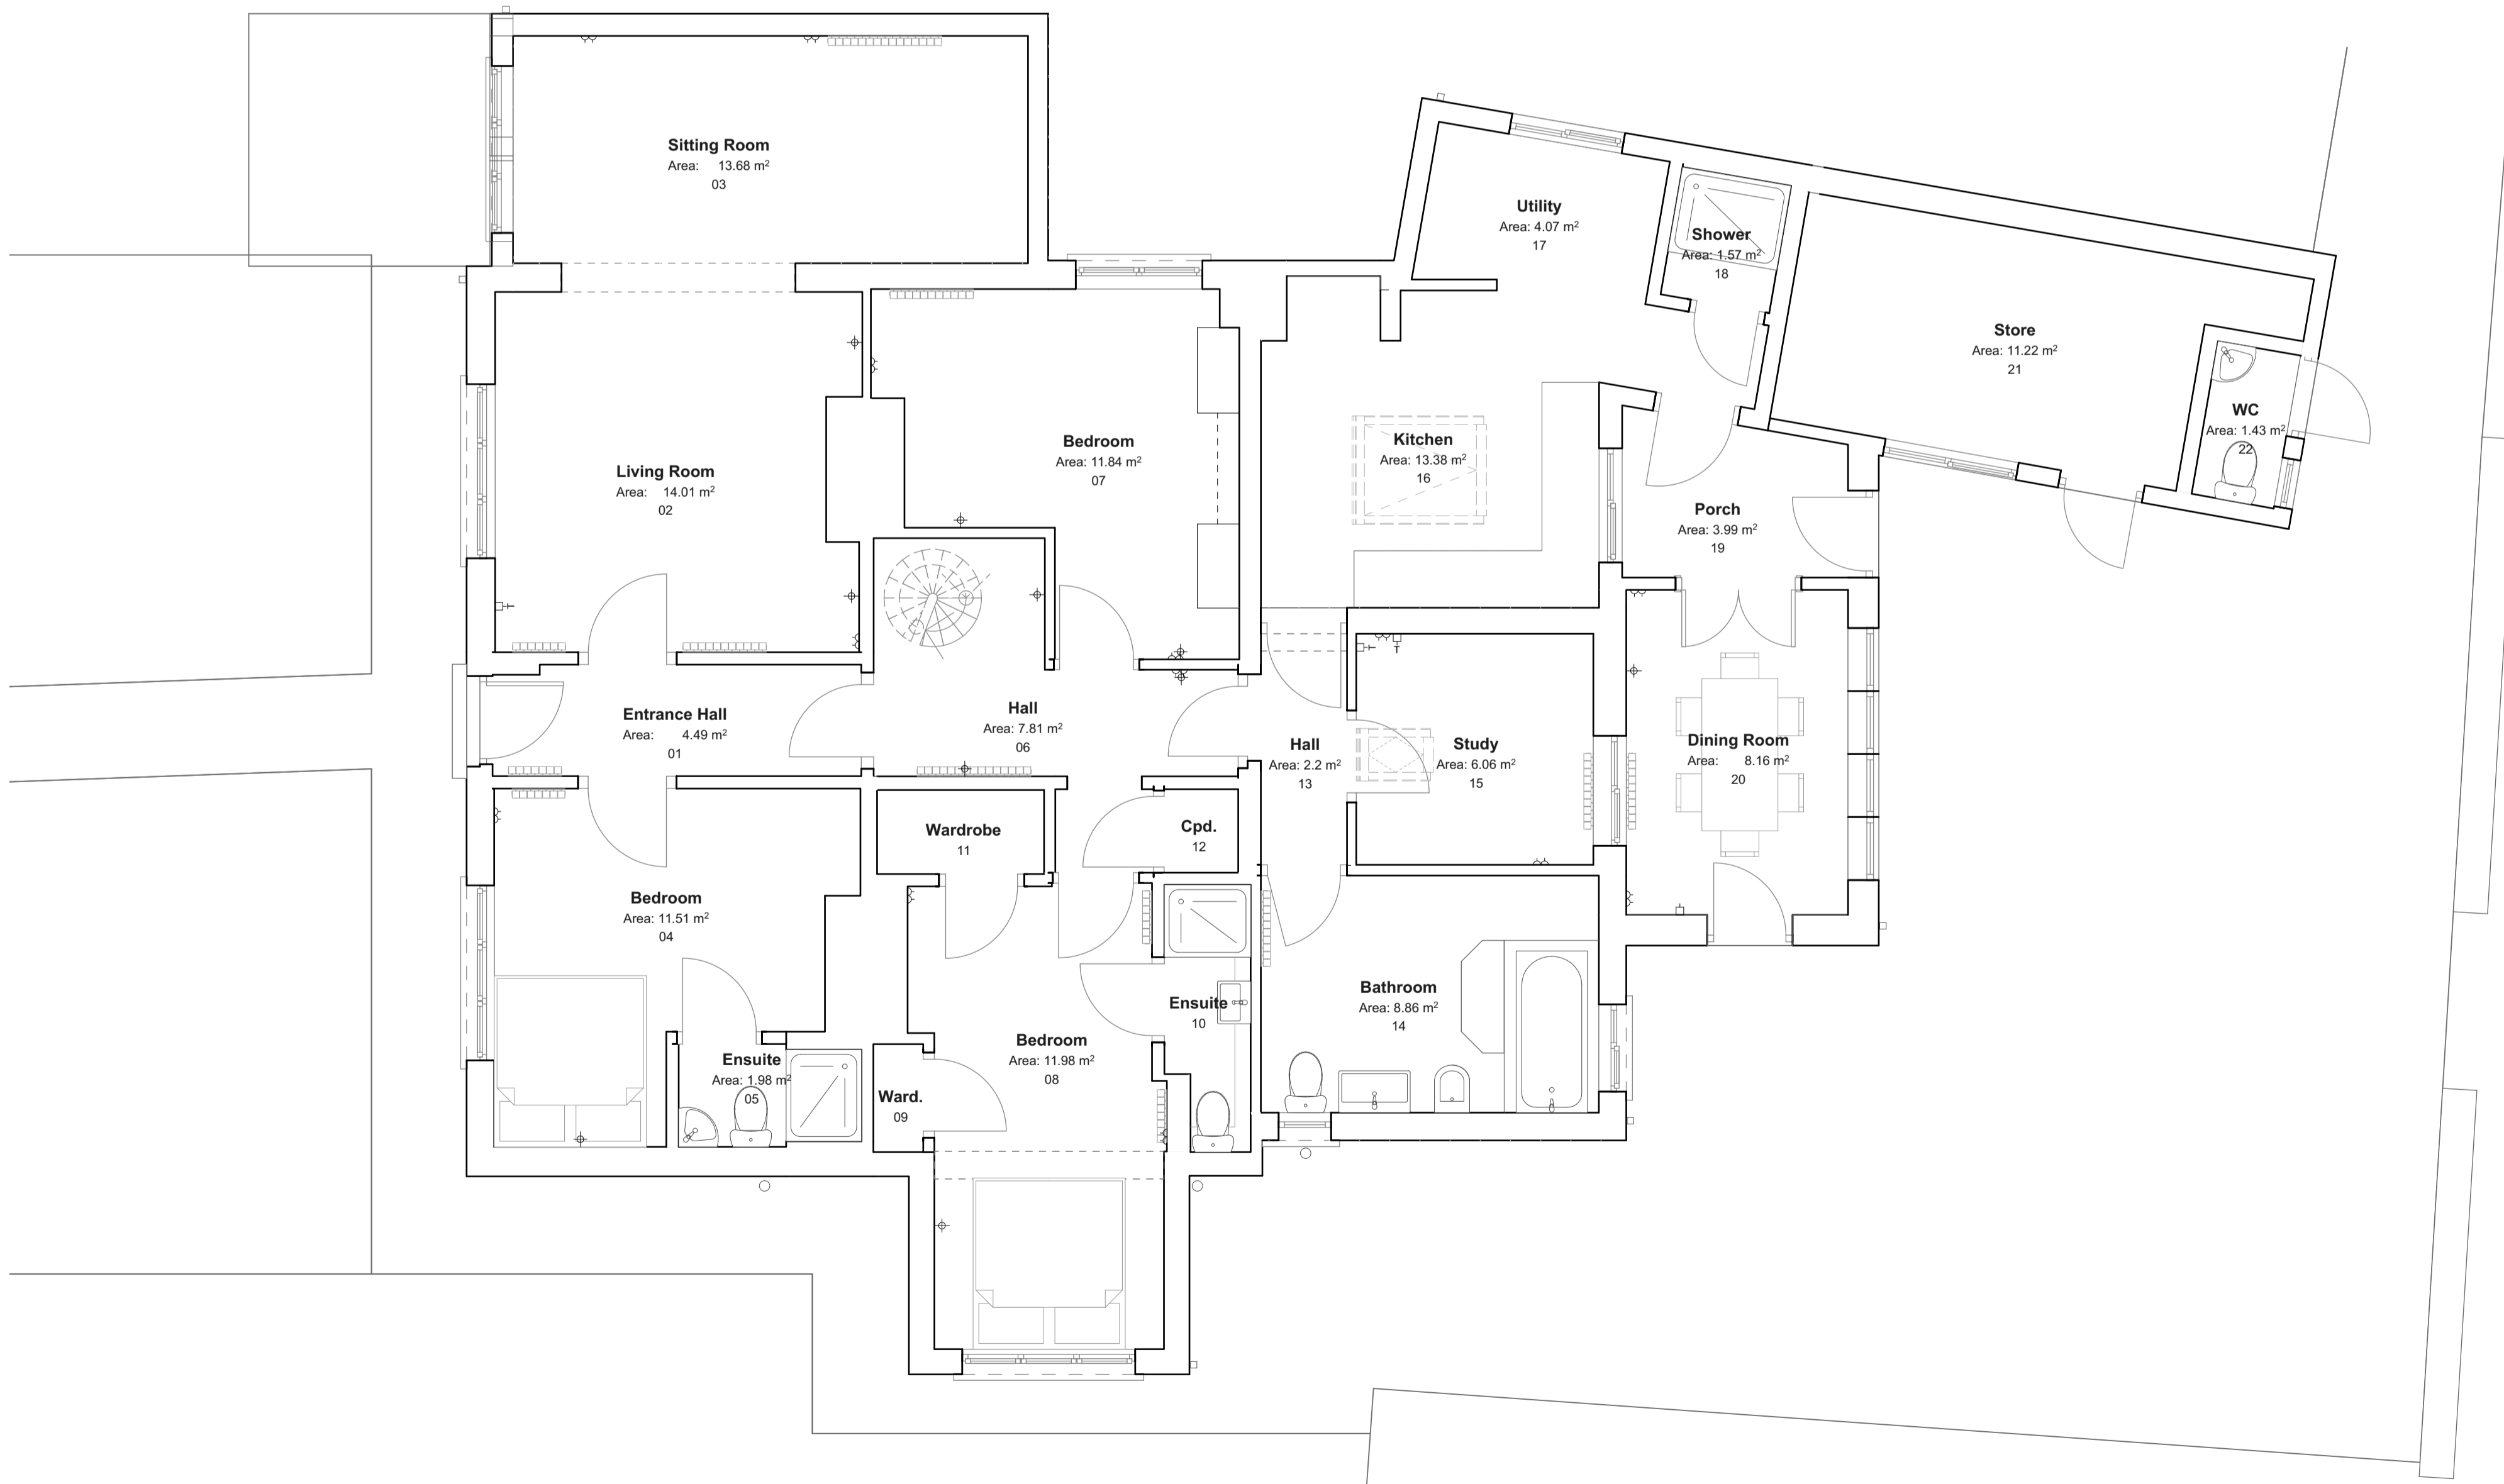 Sitting Room
Area: 13.68 m²
03
Utility
Area: 4.07 m²
17
Shower
Area: 1.57 m²
18
Store
Area: 11.22 m²
21
WC
Area: 1.43 m²
22
Living Room
Area: 14.01 m²
02
Bedroom
Area: 11.84 m²
07
Kitchen
Area: 13.38 m²
16
Porch
Area: 3.99 m²
19
Entrance Hall
Area: 4.49 m²
01
Hall
Area: 7.81 m²
06
Hall
Area: 2.2 m²
13
Study
Area: 6.06 m²
15
Dining Room
Area: 8.16 m²
20
Wardrobe
11
Cpd.
12
Bedroom
Area: 11.51 m²
04
Ensuite
Area: 1.98 m²
05
Ward.
09
Bedroom
Area: 11.98 m²
08
Ensuite
10
Bathroom
Area: 8.86 m²
14